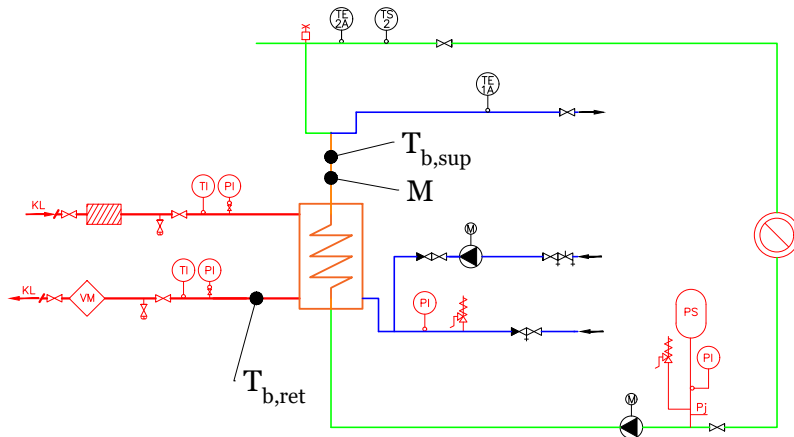 TE
2A
TS
2
TE
1A
T_b,sup
M
KL
TI
PI
M
KL
VM
TI
PI
PI
PS
PI
T_b,ret
M
Pj